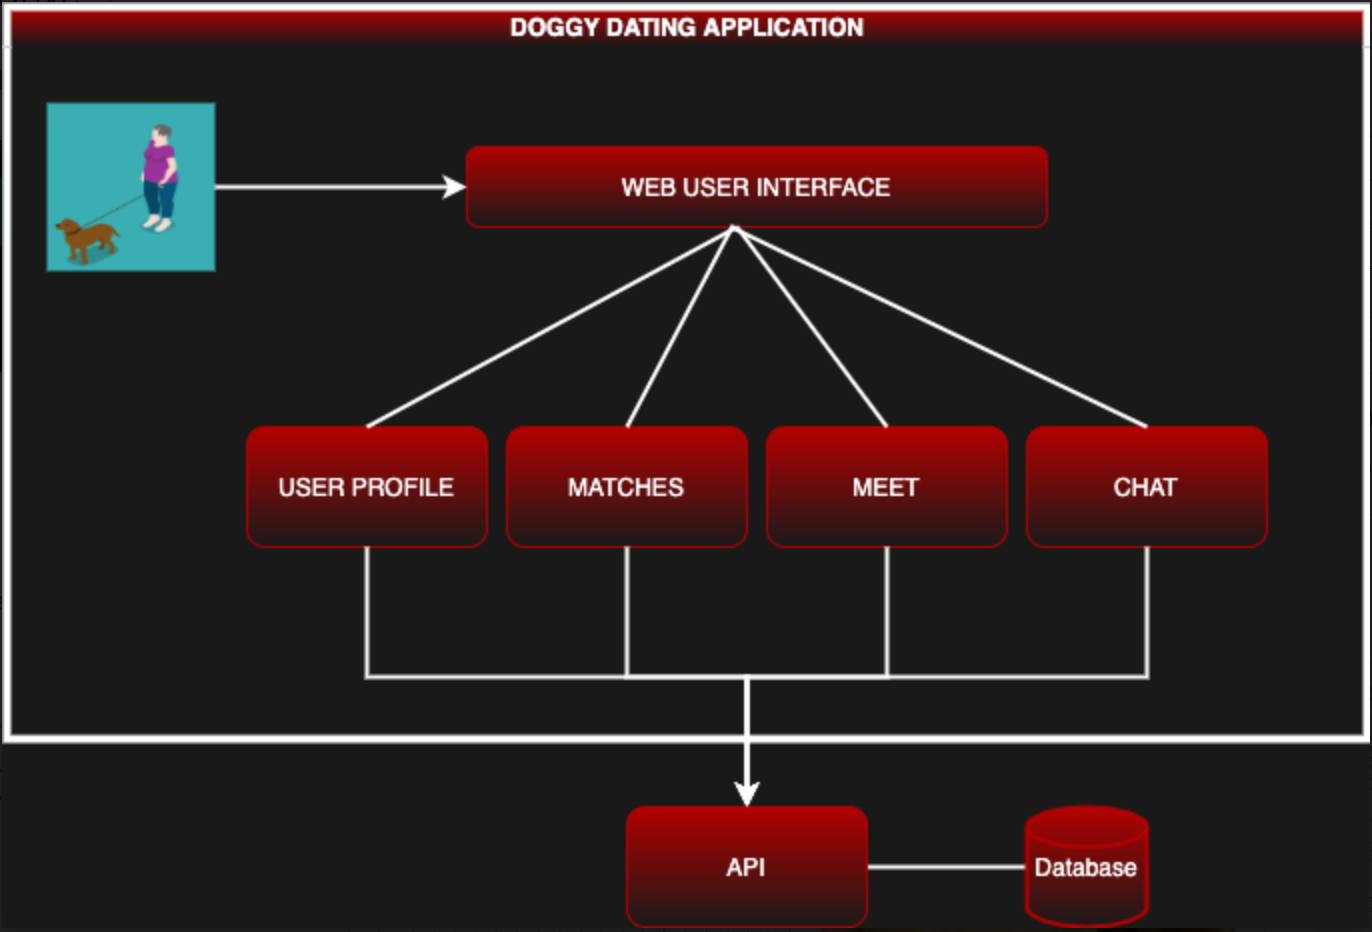 DOGGY DATING APPLICATION
WEB USER INTERFACE
USER PROFILE
MATCHES
MEET
CHAT
API
Database